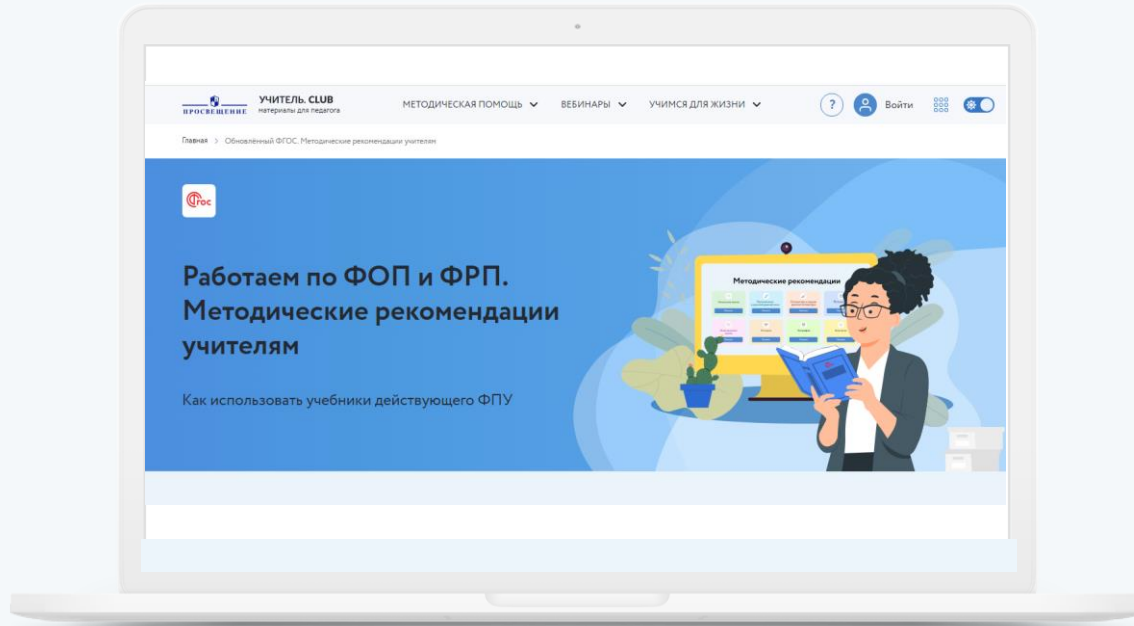 ПРОСВЕЩЕНИЕ
УЧИТЕЛЬ. CLUB
материалы для педагога
МЕТОДИЧЕСКАЯ ПОМОЩЬ
ВЕБИНАРЫ
УЧИМСЯ ДЛЯ ЖИЗНИ
?
Войти
Главная > Обновлённый ФГОС. Методические рекомендации учителям
ФГОС
Работаем по ФОП и ФРП.
Методические рекомендации
учителям
Как использовать учебники действующего ФПУ
Методические рекомендации